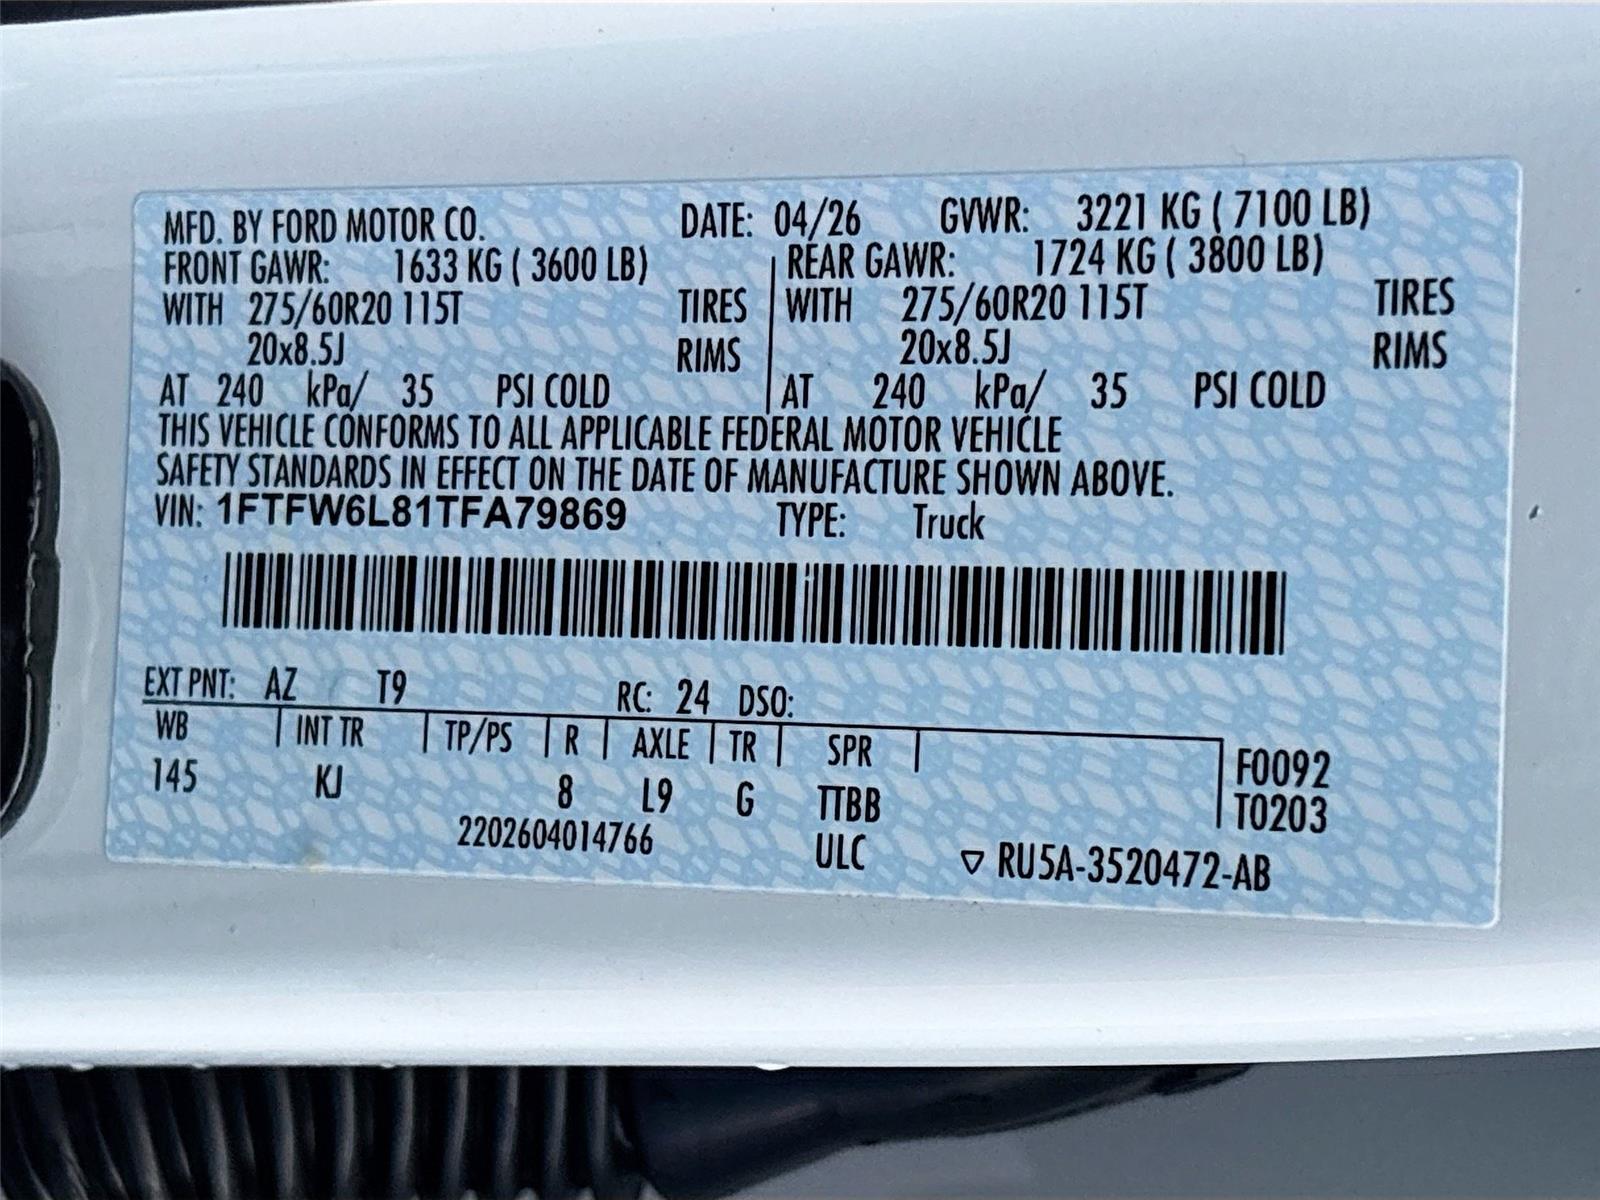 MFD. BY FORD MOTOR CO. DATE: 04/26 GVWR: 3221 KG ( 7100 LB)
FRONT GAWR: 1633 KG ( 3600 LB) REAR GAWR: 1724 KG ( 3800 LB)
WITH 275/60R20 115T TIRES WITH 275/60R20 115T TIRES
20x8.5J RIMS 20x8.5J RIMS
AT 240 kPa/ 35 PSI COLD AT 240 kPa/ 35 PSI COLD
THIS VEHICLE CONFORMS TO ALL APPLICABLE FEDERAL MOTOR VEHICLE
SAFETY STANDARDS IN EFFECT ON THE DATE OF MANUFACTURE SHOWN ABOVE.
VIN: 1FTFW6L81TFA79869 TYPE: Truck
EXT PNT: AZ T9 RC: 24 DSO:
WB INT TR TP/PS R AXLE TR SPR F0092
145 KJ 8 L9 G TTBB T0203
2202604014766 ULC ▽ RU5A-3520472-AB